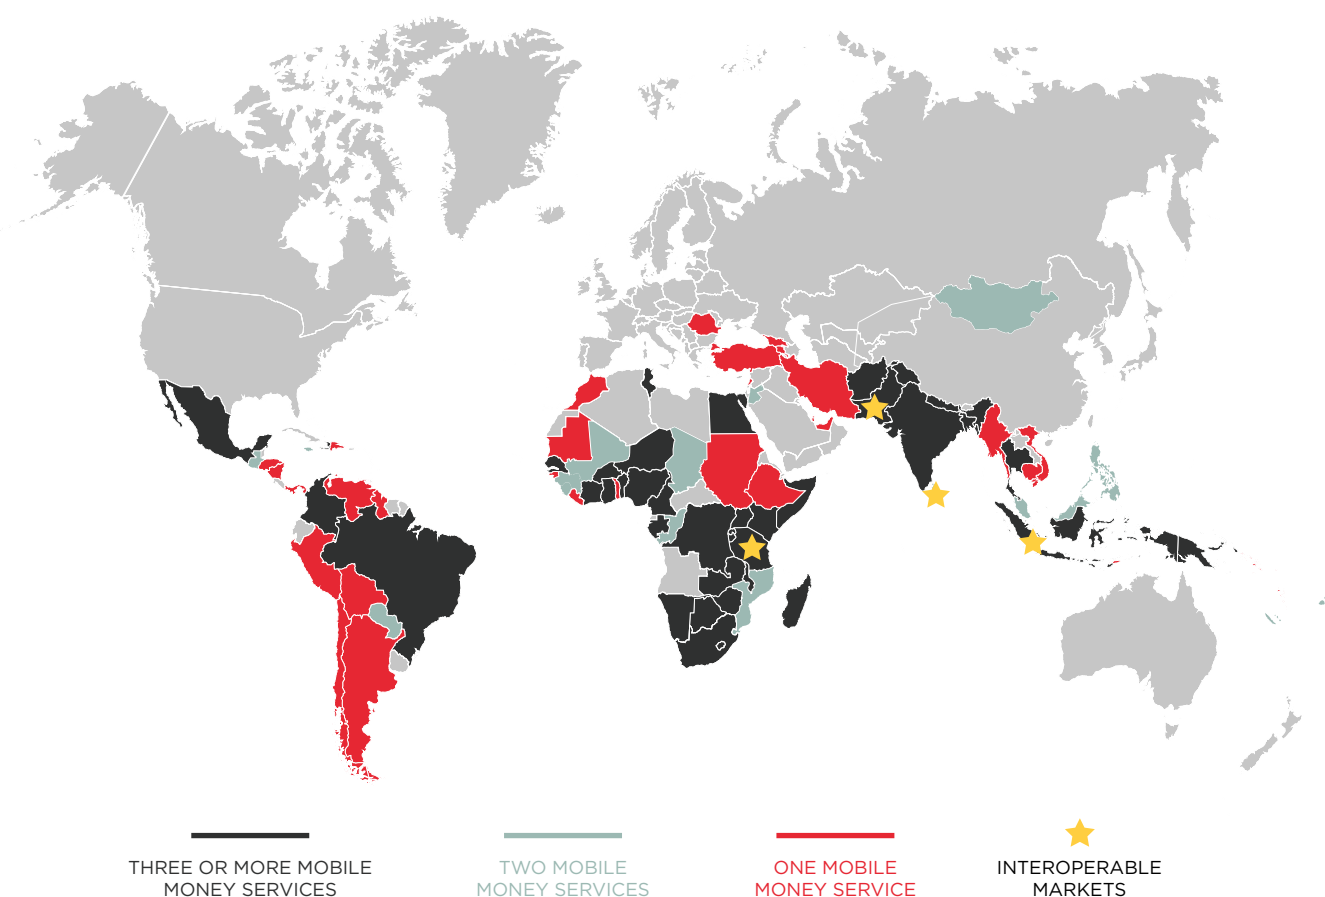 THREE OR MORE MOBILE
MONEY SERVICES
TWO MOBILE
MONEY SERVICES
ONE MOBILE
MONEY SERVICE
INTEROPERABLE
MARKETS